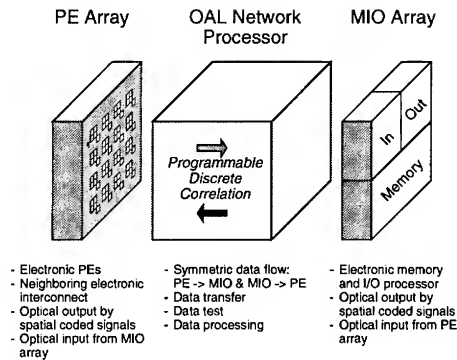 PE Array
OAL Network
Processor
MIO Array
Programmable
Discrete
Correlation
In
Out
Memory
- Electronic PEs
- Neighboring electronic
interconnect
- Optical output by
spatial coded signals
- Optical input from MIO
array
- Symmetric data flow:
PE -> MIO & MIO -> PE
- Data transfer
- Data test
- Data processing
- Electronic memory
and I/O processor
- Optical output by
spatial coded signals
- Optical input from PE
array